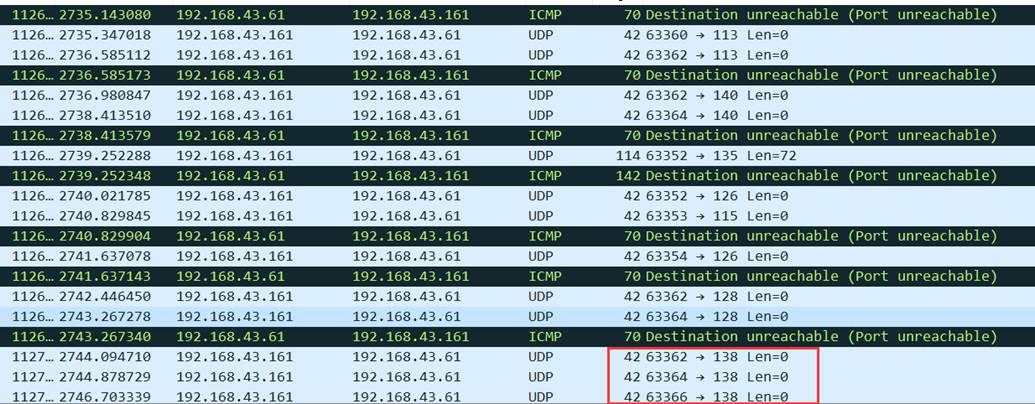 1126… 2735.143080 192.168.43.61 192.168.43.161 ICMP 70 Destination unreachable (Port unreachable)
1126… 2735.347018 192.168.43.161 192.168.43.61 UDP 42 63360 → 113 Len=0
1126… 2736.585112 192.168.43.161 192.168.43.61 UDP 42 63362 → 113 Len=0
1126… 2736.585173 192.168.43.61 192.168.43.161 ICMP 70 Destination unreachable (Port unreachable)
1126… 2736.980847 192.168.43.161 192.168.43.61 UDP 42 63362 → 140 Len=0
1126… 2738.413510 192.168.43.161 192.168.43.61 UDP 42 63364 → 140 Len=0
1126… 2738.413579 192.168.43.61 192.168.43.161 ICMP 70 Destination unreachable (Port unreachable)
1126… 2739.252288 192.168.43.161 192.168.43.61 UDP 114 63352 → 135 Len=72
1126… 2739.252348 192.168.43.61 192.168.43.161 ICMP 142 Destination unreachable (Port unreachable)
1126… 2740.021785 192.168.43.161 192.168.43.61 UDP 42 63352 → 126 Len=0
1126… 2740.829845 192.168.43.161 192.168.43.61 UDP 42 63353 → 115 Len=0
1126… 2740.829904 192.168.43.61 192.168.43.161 ICMP 70 Destination unreachable (Port unreachable)
1126… 2741.637078 192.168.43.161 192.168.43.61 UDP 42 63354 → 126 Len=0
1126… 2741.637143 192.168.43.61 192.168.43.161 ICMP 70 Destination unreachable (Port unreachable)
1126… 2742.446450 192.168.43.161 192.168.43.61 UDP 42 63362 → 128 Len=0
1126… 2743.267278 192.168.43.161 192.168.43.61 UDP 42 63364 → 128 Len=0
1126… 2743.267340 192.168.43.61 192.168.43.161 ICMP 70 Destination unreachable (Port unreachable)
1127… 2744.094710 192.168.43.161 192.168.43.61 UDP 42 63362 → 138 Len=0
1127… 2744.878729 192.168.43.161 192.168.43.61 UDP 42 63364 → 138 Len=0
1127… 2746.703339 192.168.43.161 192.168.43.61 UDP 42 63366 → 138 Len=0